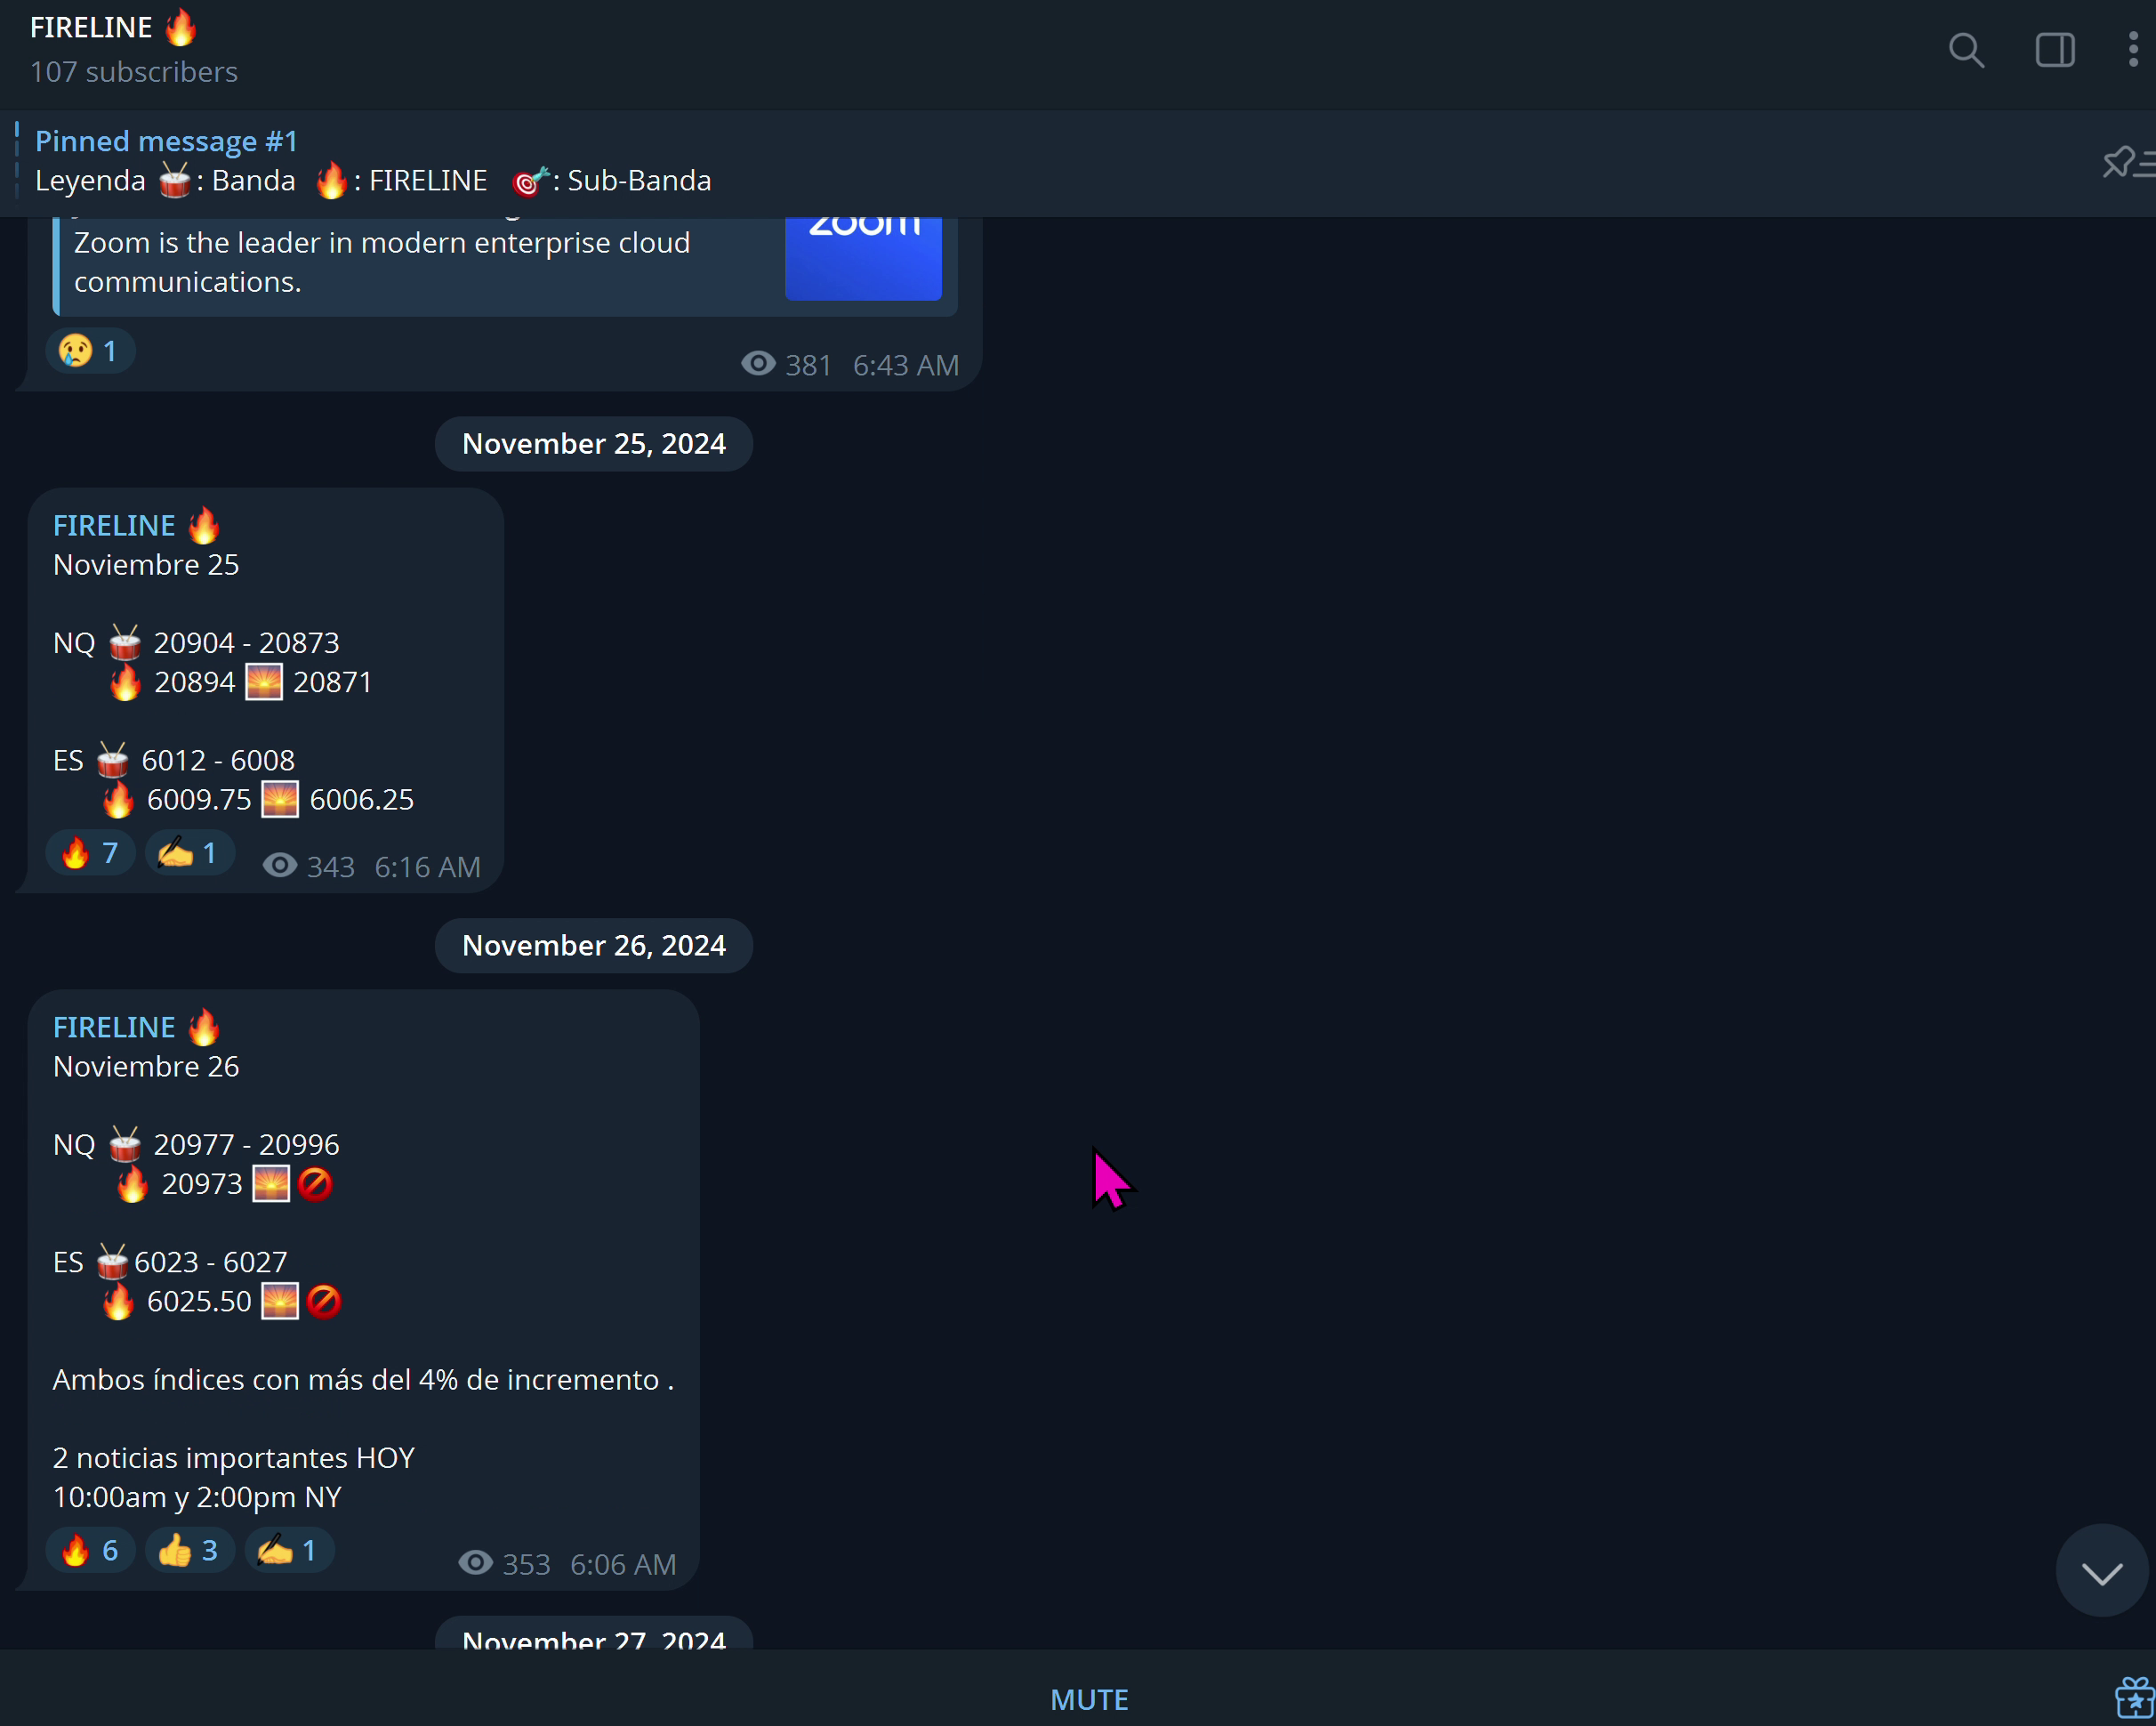 FIRELINE 🔥
107 subscribers
Pinned message #1
Leyenda 🥁: Banda 🔥: FIRELINE 🎯: Sub-Banda
zoom
Zoom is the leader in modern enterprise cloud
communications.
😢 1 381 6:43 AM
November 25, 2024
FIRELINE 🔥
Noviembre 25
NQ 🥁 20904 - 20873
🔥 20894 🌅 20871
ES 🥁 6012 - 6008
🔥 6009.75 🌅 6006.25
🔥 7 ✍️ 1 343 6:16 AM
November 26, 2024
FIRELINE 🔥
Noviembre 26
NQ 🥁 20977 - 20996
🔥 20973 🌅🚫
ES 🥁6023 - 6027
🔥 6025.50 🌅🚫
Ambos índices con más del 4% de incremento .
2 noticias importantes HOY
10:00am y 2:00pm NY
🔥 6 👍 3 ✍️ 1 353 6:06 AM
November 27, 2024
MUTE